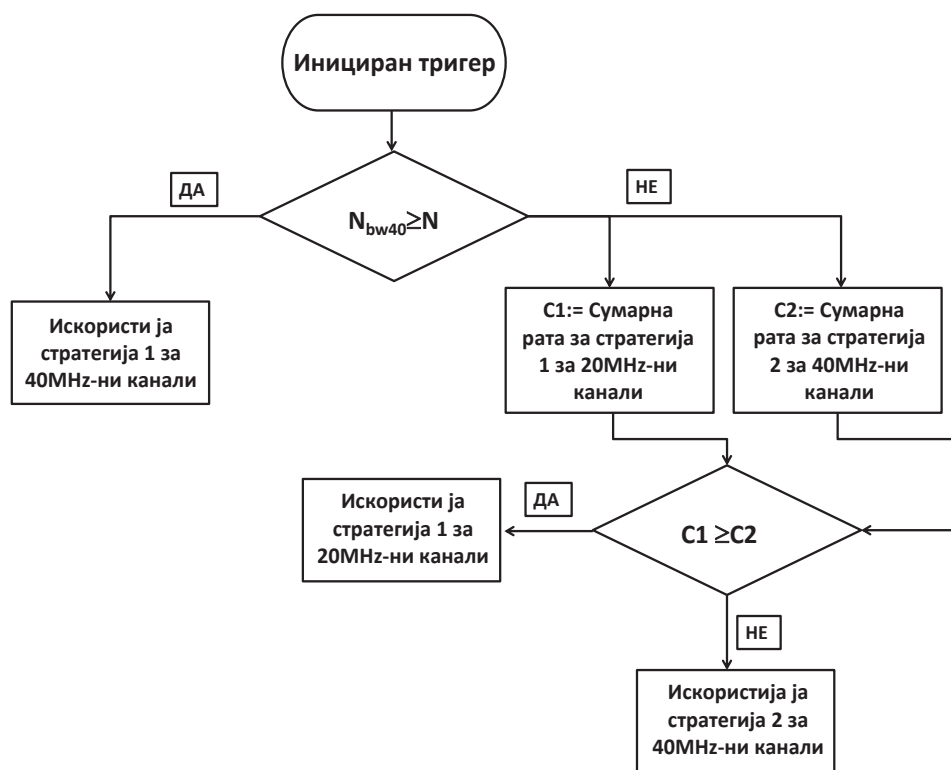 Инициран тригер
ДА
НЕ
N_bw40≥N
Искористи ја
стратегија 1 за
40MHz-ни канали
C1:= Сумарна
рата за стратегија
1 за 20MHz-ни
канали
C2:= Сумарна
рата за стратегија
2 за 40MHz-ни
канали
Искористи ја
стратегија 1 за
20MHz-ни канали
ДА
C1 ≥C2
НЕ
Искористија ја
стратегија 2 за
40MHz-ни канали